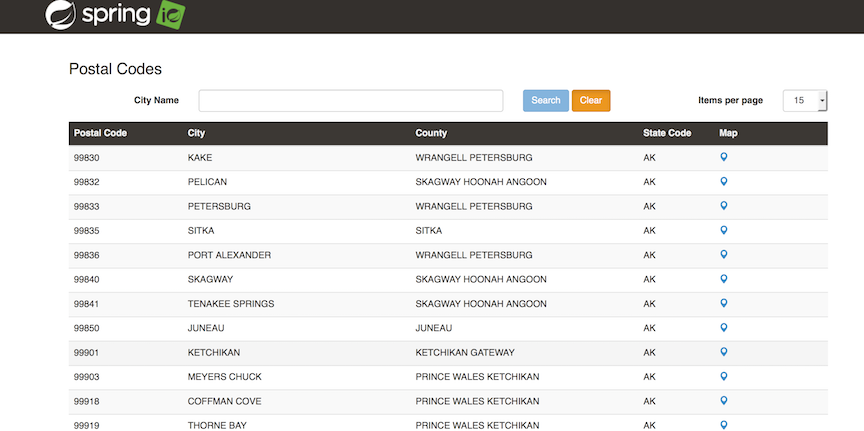 spring io
Postal Codes
City Name Search Clear Items per page 15
Postal Code City County State Code Map
99830 KAKE WRANGELL PETERSBURG AK
99832 PELICAN SKAGWAY HOONAH ANGOON AK
99833 PETERSBURG WRANGELL PETERSBURG AK
99835 SITKA SITKA AK
99836 PORT ALEXANDER WRANGELL PETERSBURG AK
99840 SKAGWAY SKAGWAY HOONAH ANGOON AK
99841 TENAKEE SPRINGS SKAGWAY HOONAH ANGOON AK
99850 JUNEAU JUNEAU AK
99901 KETCHIKAN KETCHIKAN GATEWAY AK
99903 MEYERS CHUCK PRINCE WALES KETCHIKAN AK
99918 COFFMAN COVE PRINCE WALES KETCHIKAN AK
99919 THORNE BAY PRINCE WALES KETCHIKAN AK